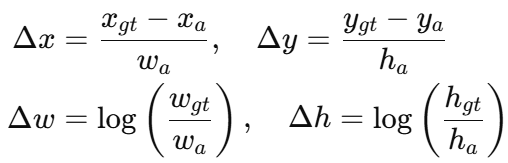 Δx = (x_gt − x_a) / w_a, Δy = (y_gt − y_a) / h_a
Δw = log(w_gt / w_a), Δh = log(h_gt / h_a)